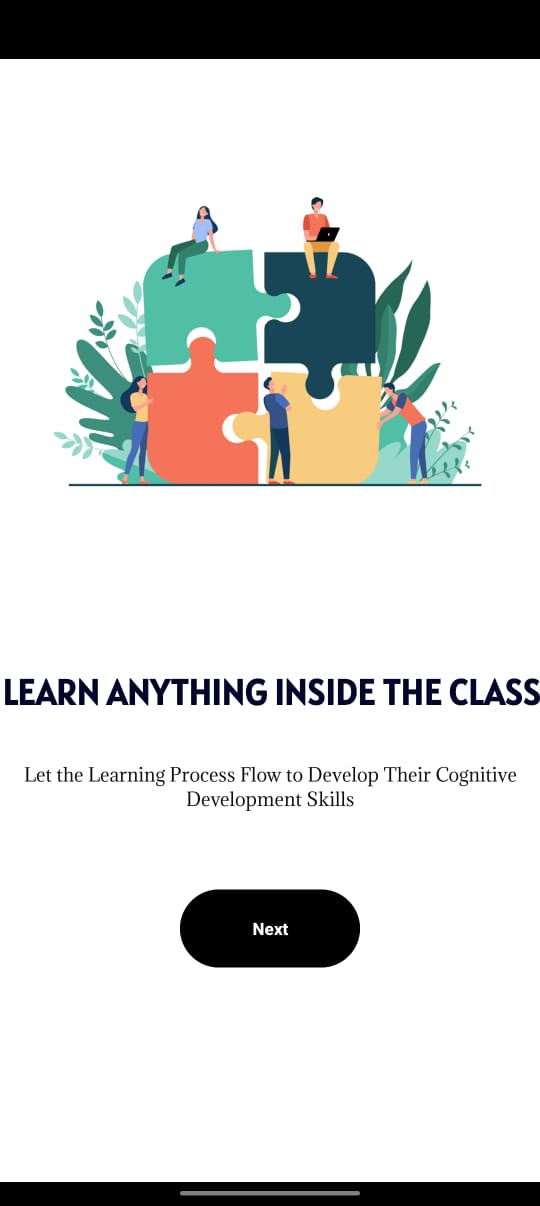 LEARN ANYTHING INSIDE THE CLASS
Let the Learning Process Flow to Develop Their Cognitive
Development Skills
Next